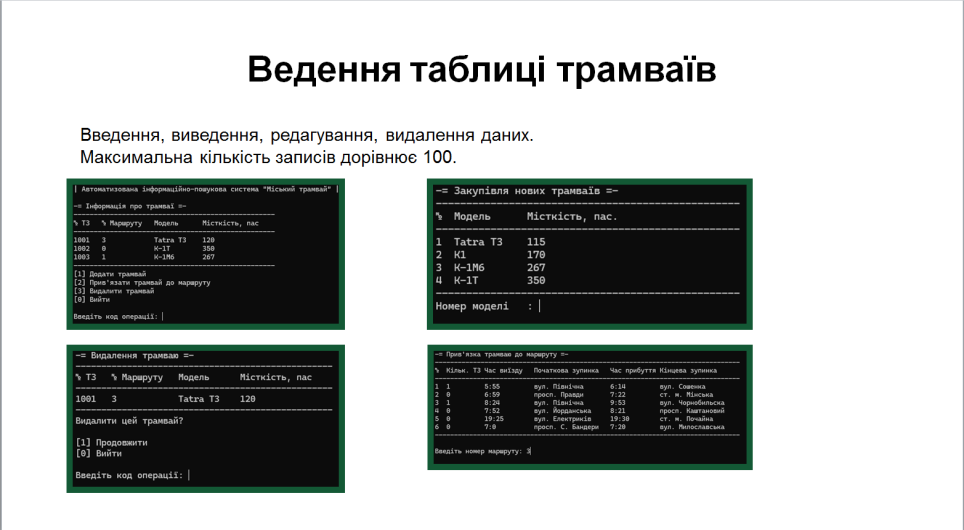 Ведення таблиці трамваїв
Введення, виведення, редагування, видалення даних.
Максимальна кількість записів дорівнює 100.
| Автоматизована інформаційно-пошукова система "Міський трамвай" |
-= Інформація про трамваї =-
% ТЗ % Маршруту Модель Місткість, пас
1001 3 Tatra T3 120
1002 0 К-1Т 350
1003 1 К-1М6 267
[1] Додати трамвай
[2] Прив'язати трамвай до маршруту
[3] Видалити трамвай
[0] Вийти
Введіть код операції:
-= Закупівля нових трамваїв =-
% Модель Місткість, пас.
1 Tatra T3 115
2 К1 170
3 К-1М6 267
4 К-1Т 350
Номер моделі :
-= Видалення трамваю =-
% ТЗ % Маршруту Модель Місткість, пас
1001 3 Tatra T3 120
Видалити цей трамвай?
[1] Продовжити
[0] Вийти
Введіть код операції:
-= Прив'язка трамваю до маршруту =-
% Кільк. ТЗ Час виїзду Початкова зупинка Час прибуття Кінцева зупинка
1 1 5:55 вул. Північна 6:14 вул. Сошенка
2 0 6:59 просп. Правди 7:22 ст. м. Мінська
3 1 8:24 вул. Північна 9:53 вул. Чорнобильска
4 0 7:52 вул. Йорданська 8:21 просп. Каштановий
5 0 19:25 вул. Електриків 19:30 ст. м. Почайна
6 0 7:0 просп. С. Бандери 7:20 вул. Милославська
Введіть номер маршруту: 3